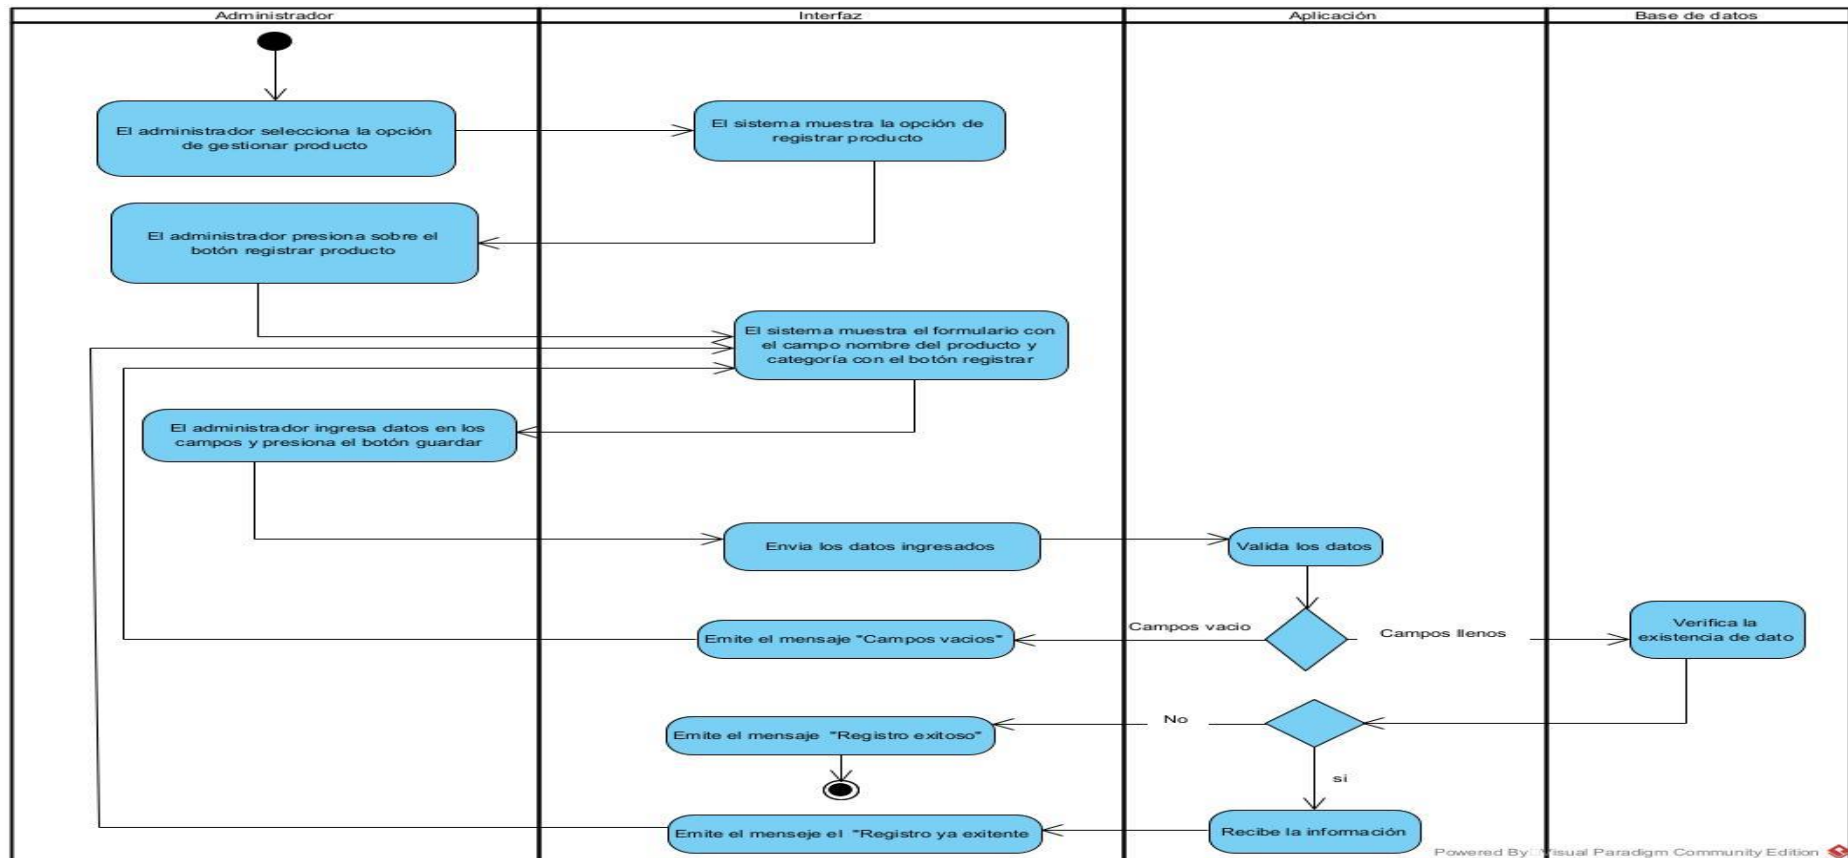 Administrador
Interfaz
Aplicación
Base de datos
El administrador selecciona la opción
de gestionar producto
El sistema muestra la opción de
registrar producto
El administrador presiona sobre el
botón registrar producto
El sistema muestra el formulario con
el campo nombre del producto y
categoría con el botón registrar
El administrador ingresa datos en los
campos y presiona el botón guardar
Envia los datos ingresados
Valida los datos
Campos vacio
Campos llenos
Emite el mensaje "Campos vacios"
Verifica la
existencia de dato
No
Emite el mensaje "Registro exitoso"
si
Emite el menseje el "Registro ya exitente
Recibe la información
Powered By Visual Paradigm Community Edition